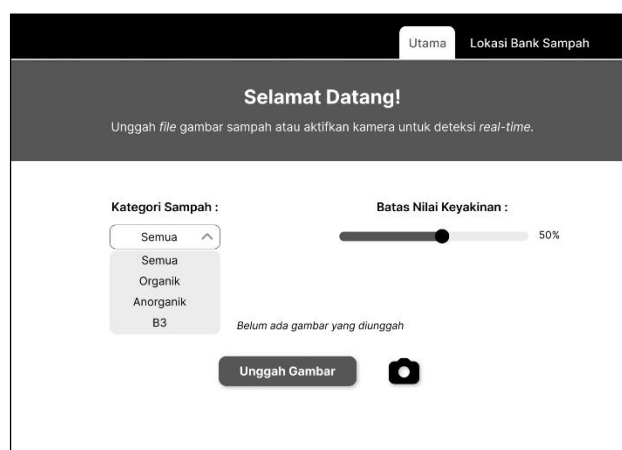 Utama
Lokasi Bank Sampah
Selamat Datang!
Unggah file gambar sampah atau aktifkan kamera untuk deteksi real-time.
Kategori Sampah :
Batas Nilai Keyakinan :
Semua
50%
Semua
Organik
Anorganik
B3
Belum ada gambar yang diunggah
Unggah Gambar